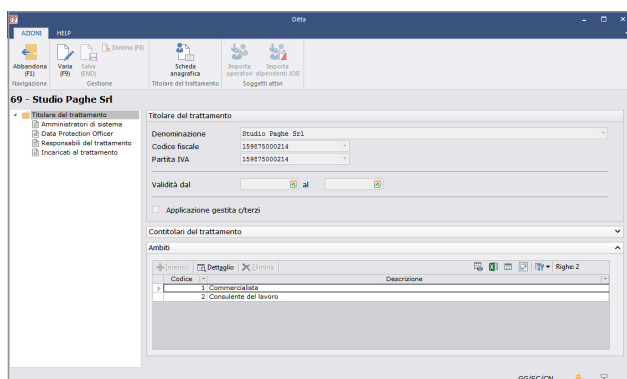 Ditta
AZIONI HELP
Abbandona (F1)
Varia (F9)
Salva (END)
Elimina (F8)
Scheda anagrafica
Importa operatori
Importa dipendenti JOB
Navigazione
Gestione
Titolare del trattamento
Soggetti attivi
69 - Studio Paghe Srl
Titolare del trattamento
Amministratori di sistema
Data Protection Officer
Responsabili del trattamento
Incaricati al trattamento
Titolare del trattamento
Denominazione Studio Paghe Srl
Codice fiscale 159875000214
Partita IVA 159875000214
Validità dal al
Applicazione gestita c/terzi
Contitolari del trattamento
Ambiti
Inserisci Dettaglio Elimina Righe: 2
Codice Descrizione
1 Commercialista
2 Consulente del lavoro
GG/SC/CN